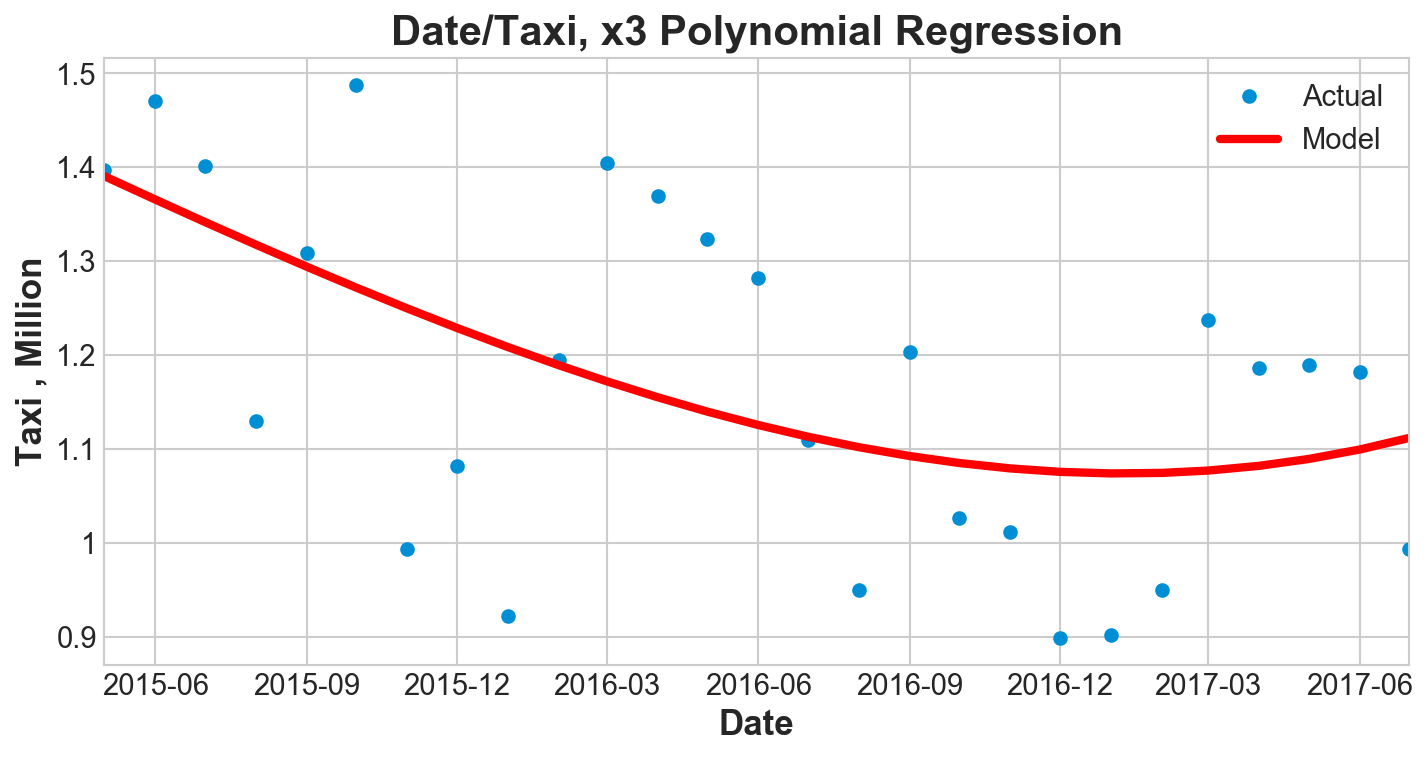 Date/Taxi, x3 Polynomial Regression
1.5
1.4
1.3
1.2
1.1
1
0.9
Taxi , Million
Actual
Model
2015-06 2015-09 2015-12 2016-03 2016-06 2016-09 2016-12 2017-03 2017-06
Date